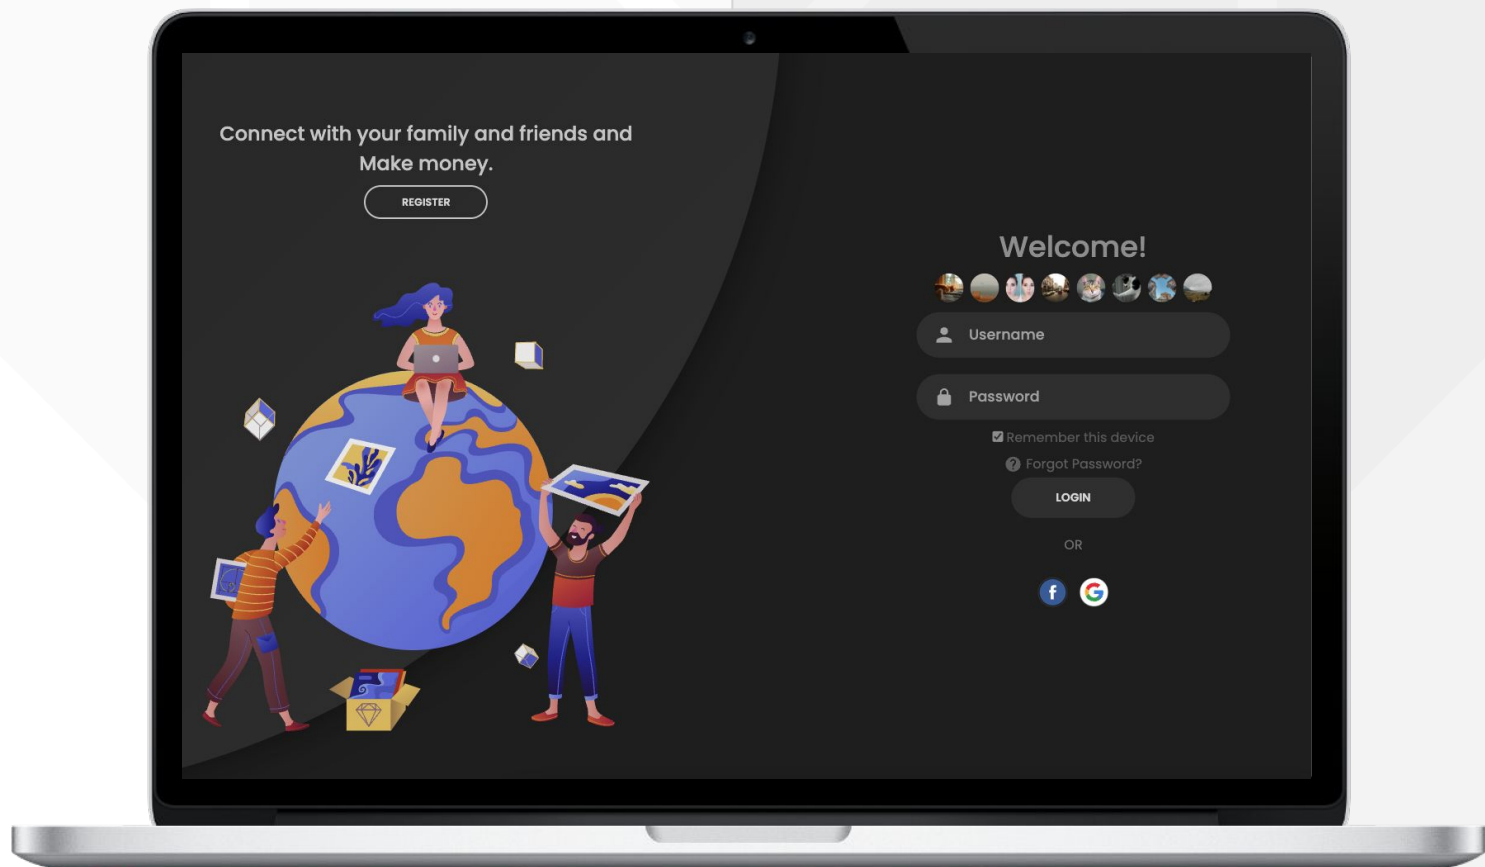 Connect with your family and friends and
Make money.
REGISTER
Welcome!
Username
Password
Remember this device
Forgot Password?
LOGIN
OR